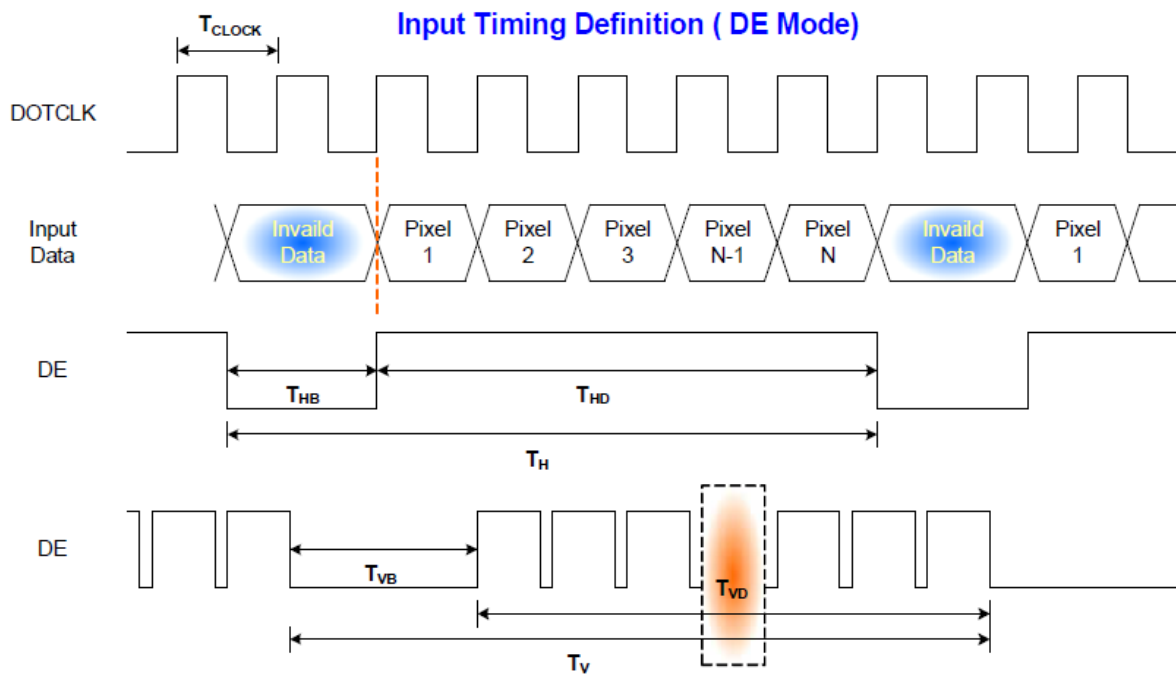 Input Timing Definition ( DE Mode)
TCLOCK
DOTCLK
Input
Data
Invaild
Data
Pixel
1
Pixel
2
Pixel
3
Pixel
N-1
Pixel
N
Invaild
Data
Pixel
1
DE
THB
THD
TH
DE
TVB
TVD
TV